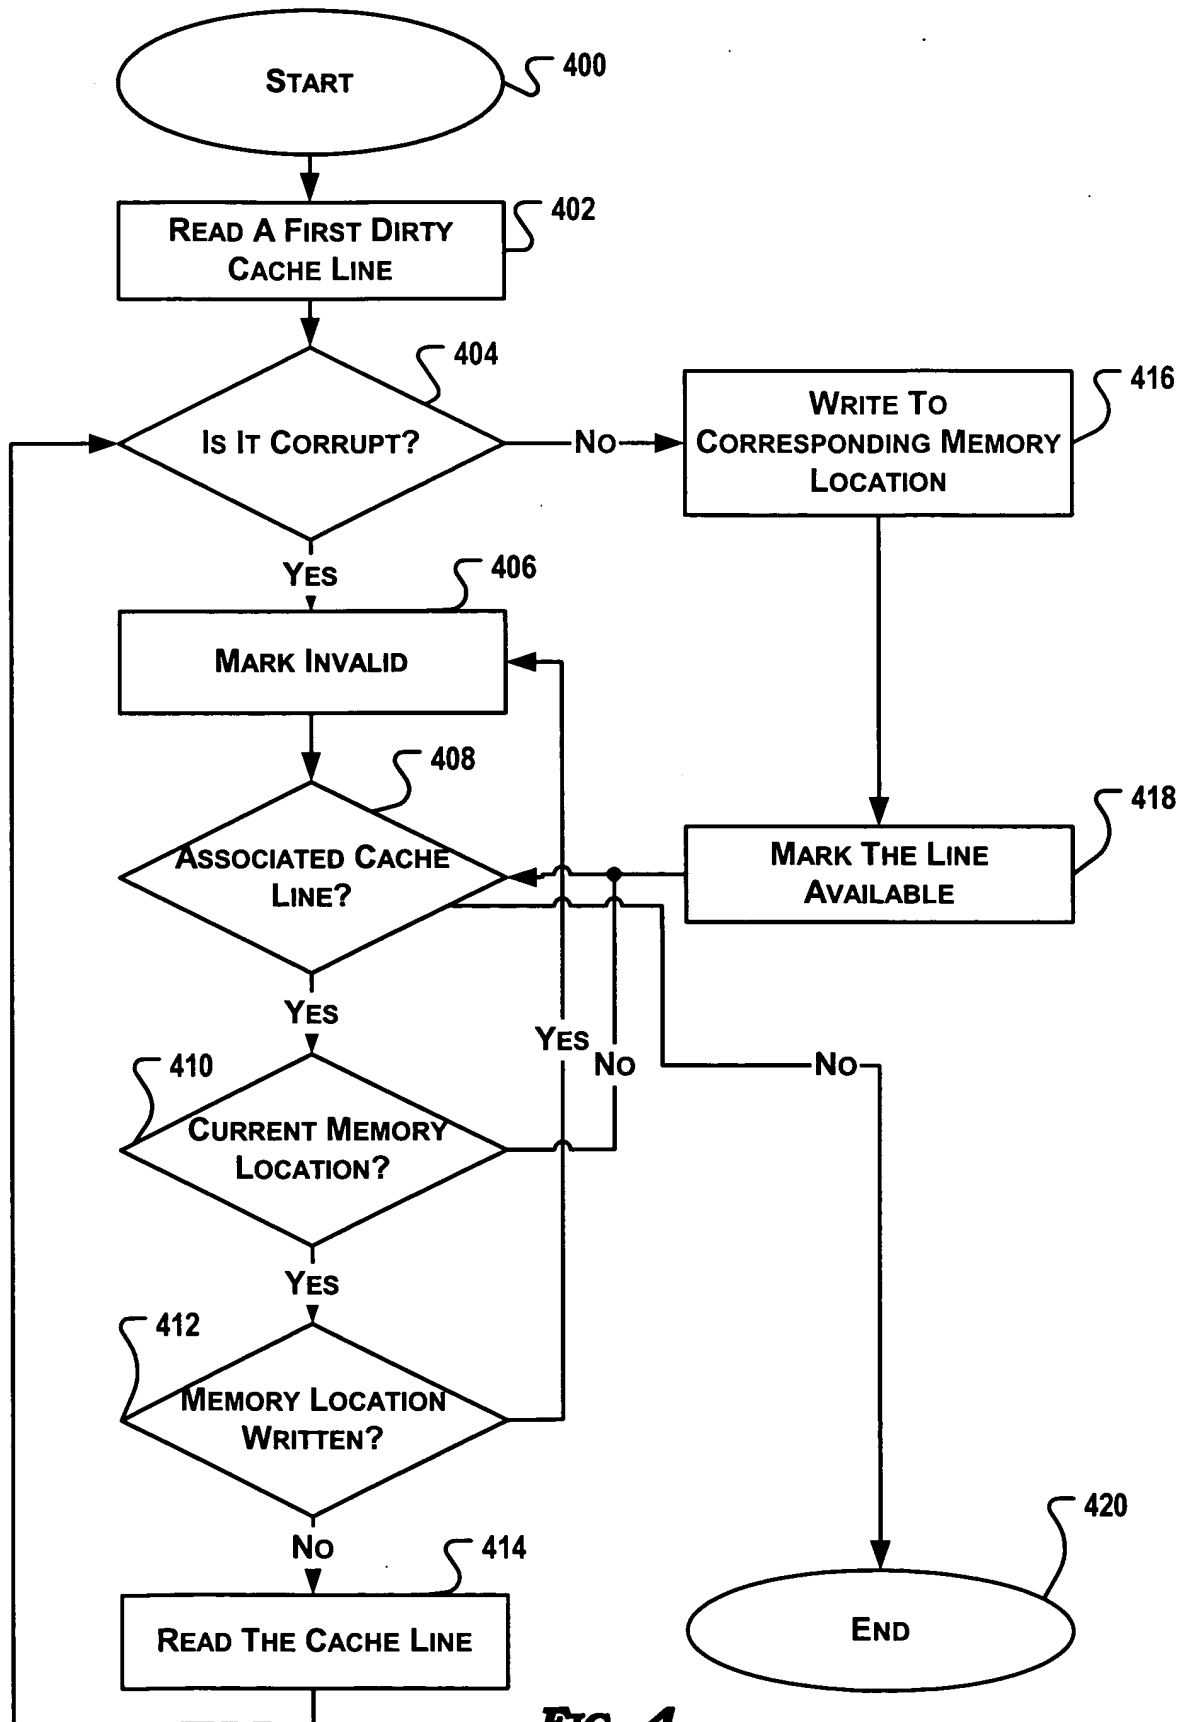 START
400
READ A FIRST DIRTY
CACHE LINE
402
IS IT CORRUPT?
404
NO
WRITE TO
CORRESPONDING MEMORY
LOCATION
416
YES
406
MARK INVALID
408
ASSOCIATED CACHE
LINE?
MARK THE LINE
AVAILABLE
418
YES
YES
NO
NO
410
CURRENT MEMORY
LOCATION?
YES
412
MEMORY LOCATION
WRITTEN?
NO
414
READ THE CACHE LINE
420
END
FIG. 4